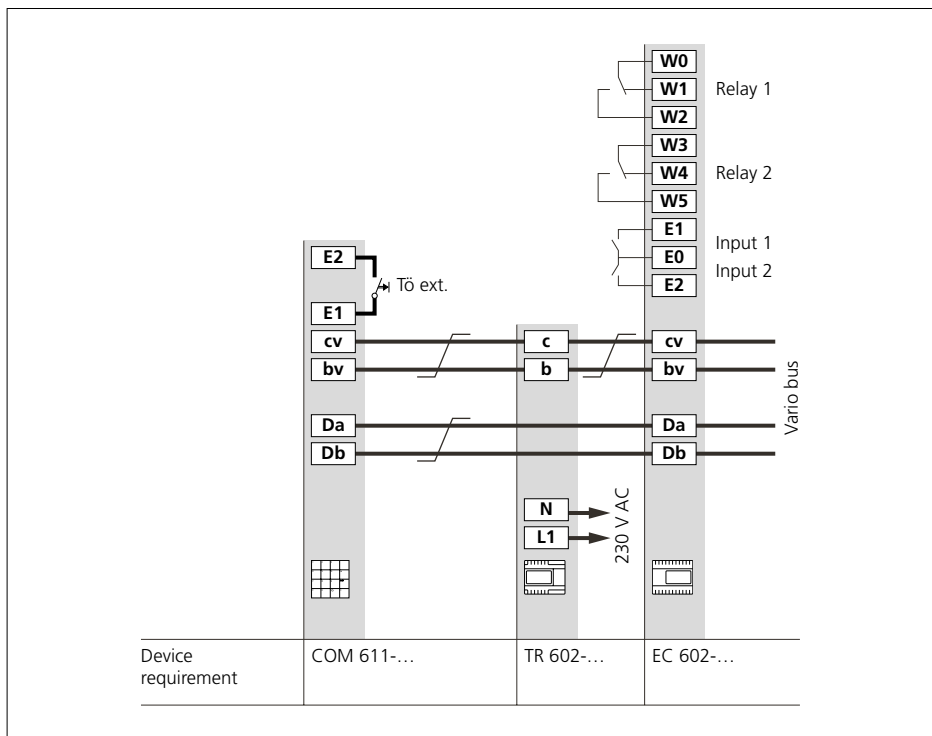 W0
W1
Relay 1
W2
W3
W4
Relay 2
W5
E1
Input 1
E0
Input 2
E2
E2
Tö ext.
E1
cv
c
cv
bv
b
bv
Vario bus
Da
Da
Db
Db
N
L1
230 V AC
Device
requirement
COM 611-…
TR 602-…
EC 602-…